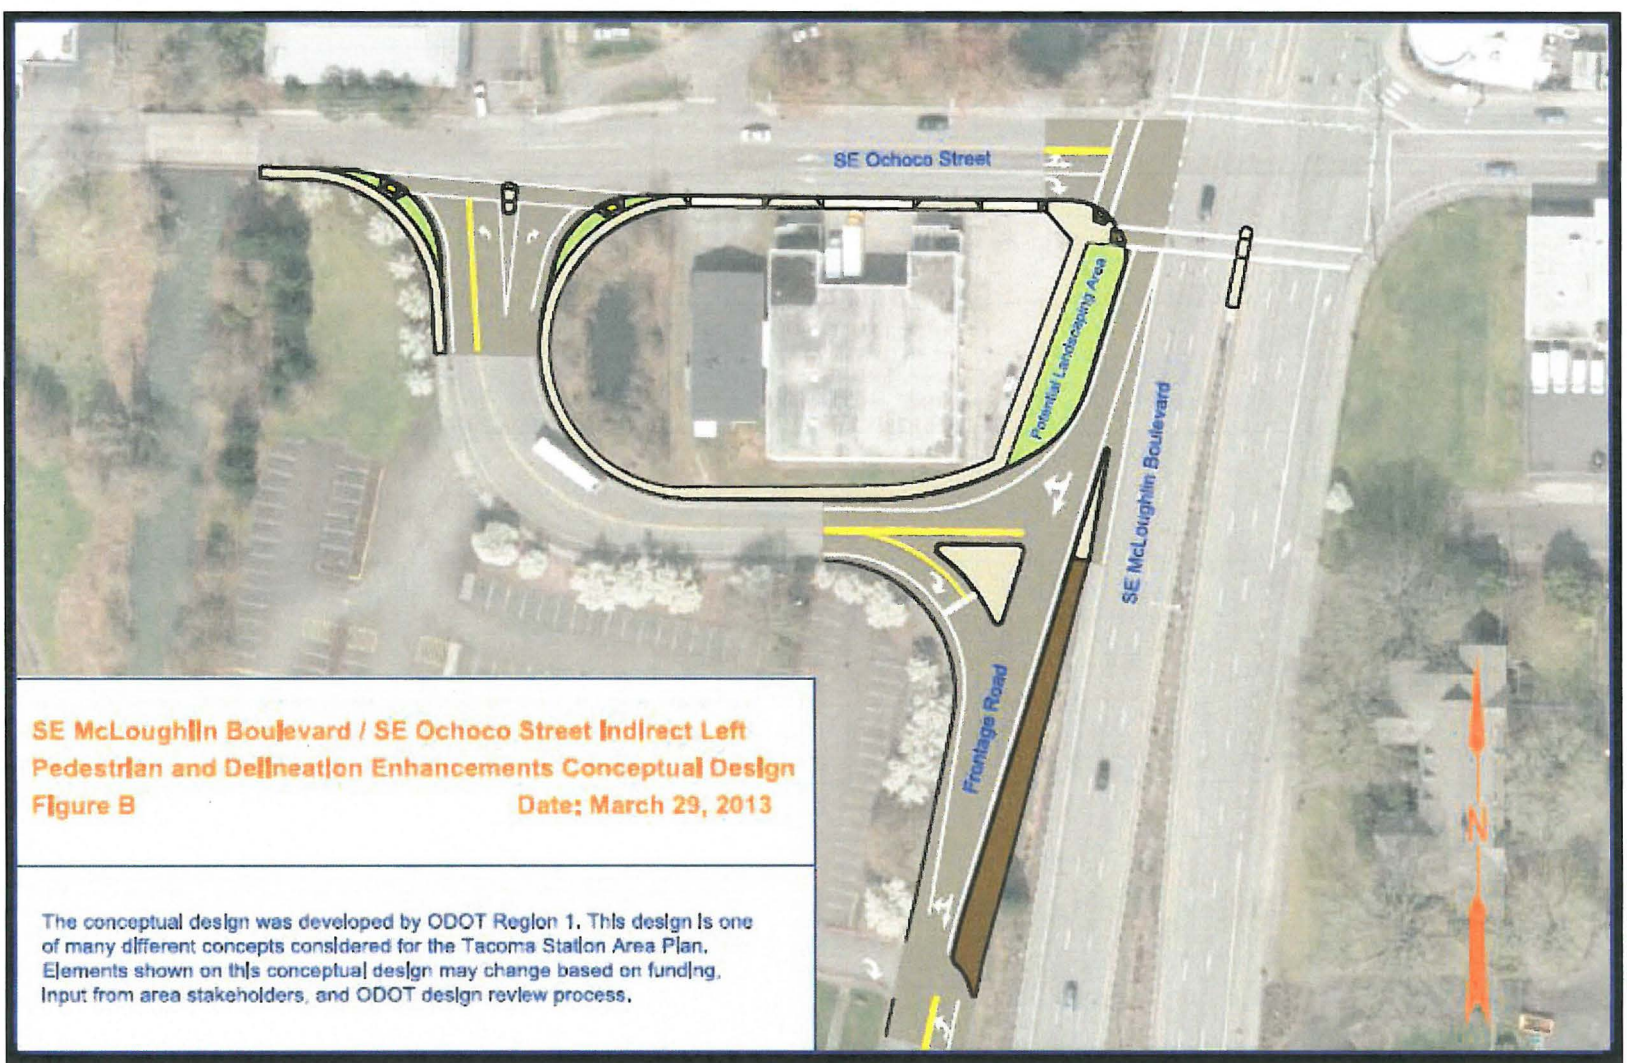 SE Ochoco Street
Potential Landscaping Area
SE McLoughlin Boulevard
Frontage Road
N
SE McLoughlin Boulevard / SE Ochoco Street Indirect Left
Pedestrian and Delineation Enhancements Conceptual Design
Figure B Date: March 29, 2013
The conceptual design was developed by ODOT Region 1. This design is one
of many different concepts considered for the Tacoma Station Area Plan.
Elements shown on this conceptual design may change based on funding,
input from area stakeholders, and ODOT design review process.